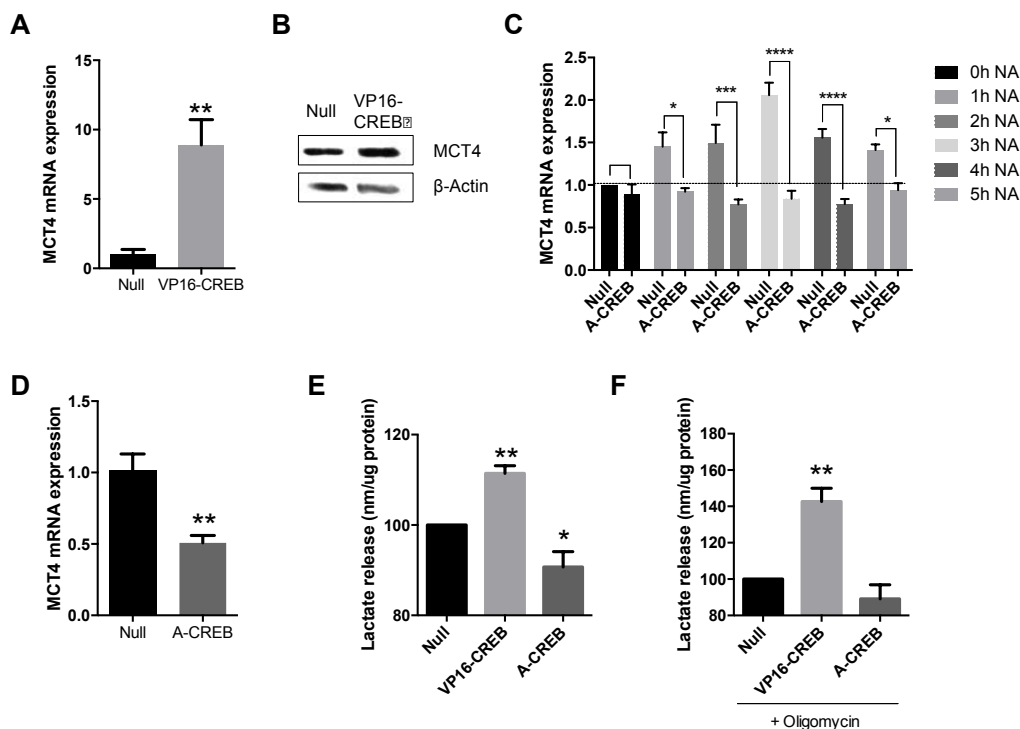 A
MCT4 mRNA expression
15
10
5
0
**
Null
VP16-CREB
B
Null
VP16-
CREB
MCT4
β-Actin
C
MCT4 mRNA expression
2.5
2.0
1.5
1.0
0.5
0.0
*
***
****
****
*
Null
A-CREB
Null
A-CREB
Null
A-CREB
Null
A-CREB
Null
A-CREB
Null
A-CREB
0h NA
1h NA
2h NA
3h NA
4h NA
5h NA
D
MCT4 mRNA expression
1.5
1.0
0.5
0.0
**
Null
A-CREB
E
Lactate release (nm/ug protein)
120
100
80
**
*
Null
VP16-CREB
A-CREB
F
Lactate release (nm/ug protein)
180
160
140
120
100
80
**
Null
VP16-CREB
A-CREB
+ Oligomycin